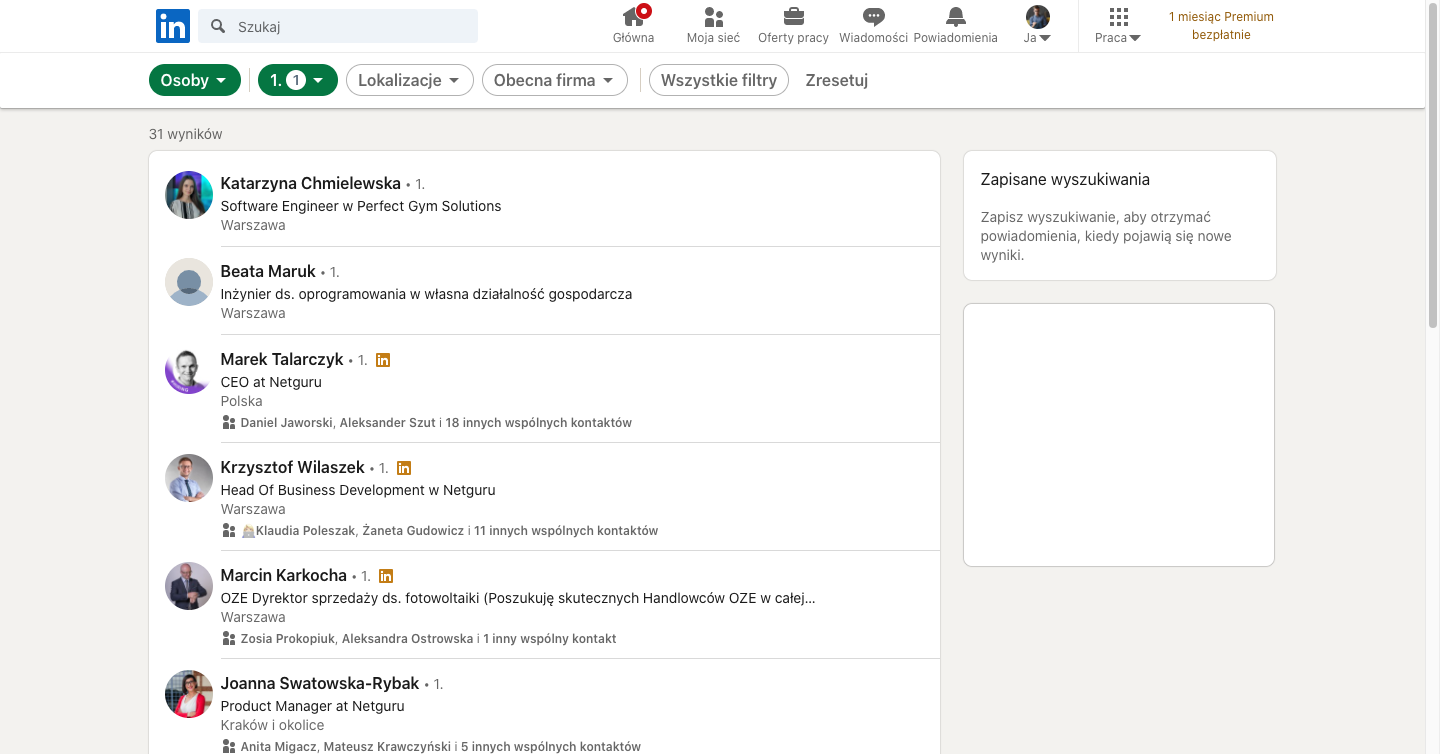 in
Szukaj
Główna
Moja sieć
Oferty pracy
Wiadomości
Powiadomienia
Ja
Praca
1 miesiąc Premium
bezpłatnie
Osoby
1. 1
Lokalizacje
Obecna firma
Wszystkie filtry
Zresetuj
31 wyników
Katarzyna Chmielewska • 1.
Software Engineer w Perfect Gym Solutions
Warszawa
Beata Maruk • 1.
Inżynier ds. oprogramowania w własna działalność gospodarcza
Warszawa
Marek Talarczyk • 1. in
CEO at Netguru
Polska
Daniel Jaworski, Aleksander Szut i 18 innych wspólnych kontaktów
Krzysztof Wilaszek • 1. in
Head Of Business Development w Netguru
Warszawa
Klaudia Poleszak, Żaneta Gudowicz i 11 innych wspólnych kontaktów
Marcin Karkocha • 1. in
OZE Dyrektor sprzedaży ds. fotowoltaiki (Poszukuję skutecznych Handlowców OZE w całej...
Warszawa
Zosia Prokopiuk, Aleksandra Ostrowska i 1 inny wspólny kontakt
Joanna Swatowska-Rybak • 1.
Product Manager at Netguru
Kraków i okolice
Anita Migacz, Mateusz Krawczyński i 5 innych wspólnych kontaktów
Zapisane wyszukiwania
Zapisz wyszukiwanie, aby otrzymać
powiadomienia, kiedy pojawią się nowe
wyniki.